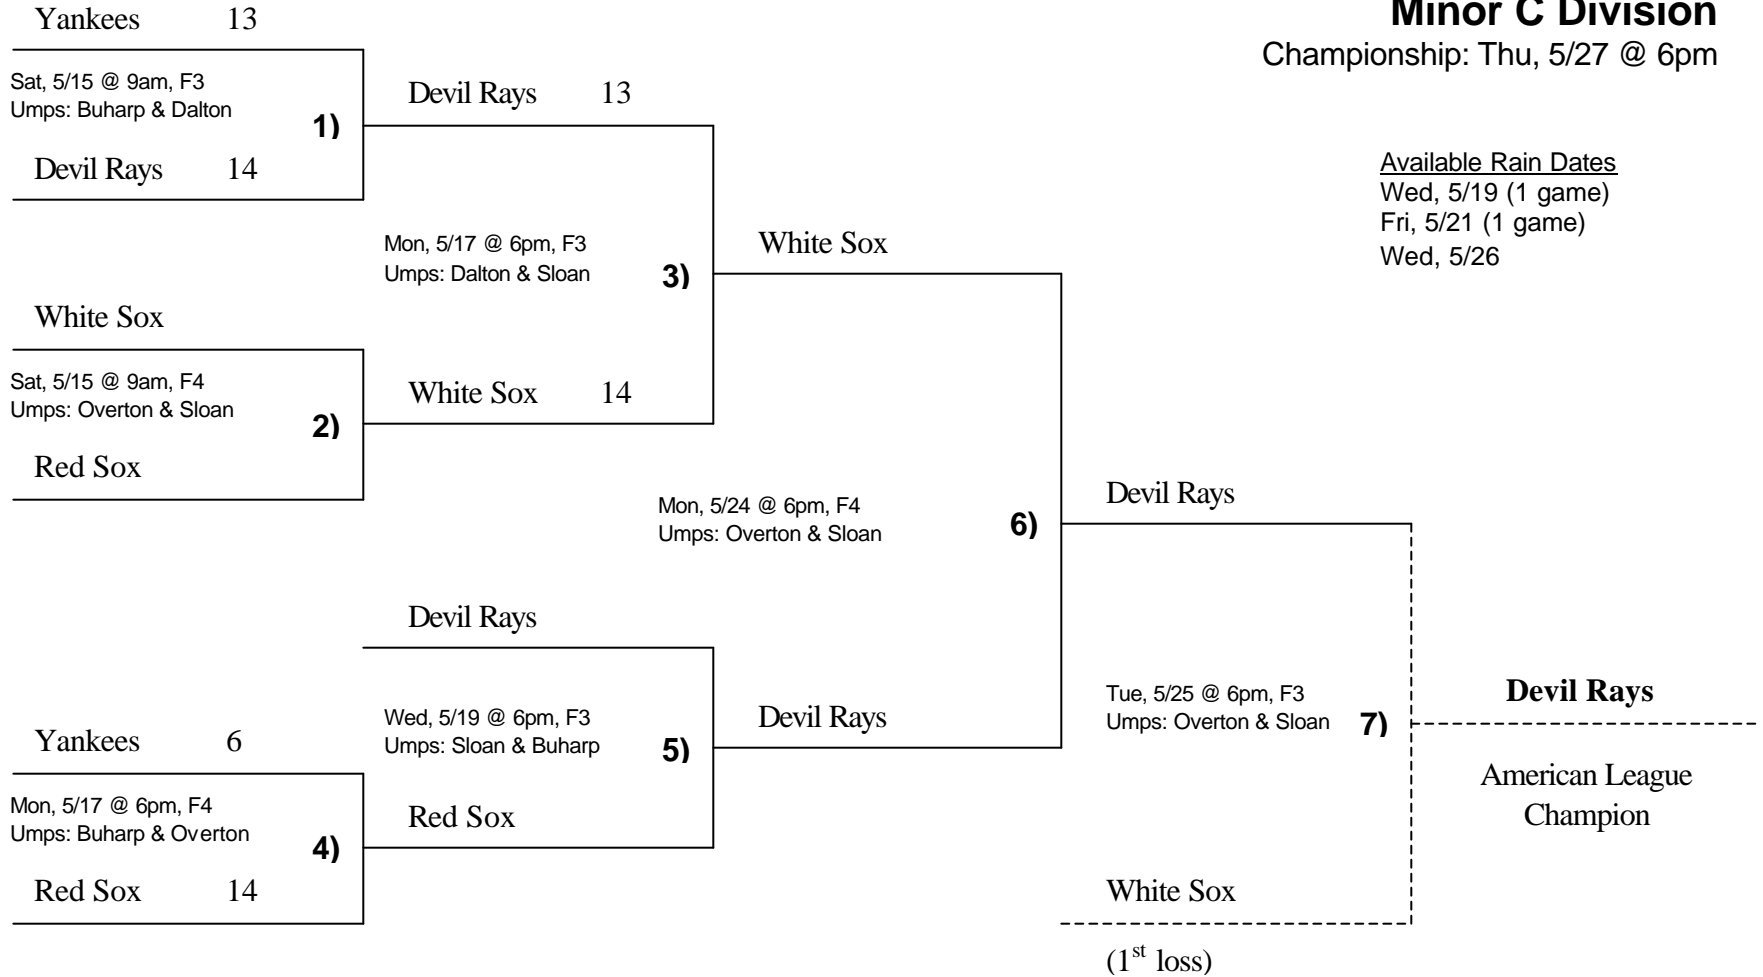 Minor C Division
Championship: Thu, 5/27 @ 6pm
Available Rain Dates
Wed, 5/19 (1 game)
Fri, 5/21 (1 game)
Wed, 5/26
Yankees 13
Sat, 5/15 @ 9am, F3
Umps: Buharp & Dalton
1)
Devil Rays 14
Devil Rays 13
Mon, 5/17 @ 6pm, F3
Umps: Dalton & Sloan
3)
White Sox 14
White Sox
Sat, 5/15 @ 9am, F4
Umps: Overton & Sloan
2)
Red Sox
White Sox
Mon, 5/24 @ 6pm, F4
Umps: Overton & Sloan
6)
Devil Rays
Devil Rays
Wed, 5/19 @ 6pm, F3
Umps: Sloan & Buharp
5)
Red Sox
Yankees 6
Mon, 5/17 @ 6pm, F4
Umps: Buharp & Overton
4)
Red Sox 14
Devil Rays
Tue, 5/25 @ 6pm, F3
Umps: Overton & Sloan
7)
White Sox
(1st loss)
Devil Rays
American League
Champion